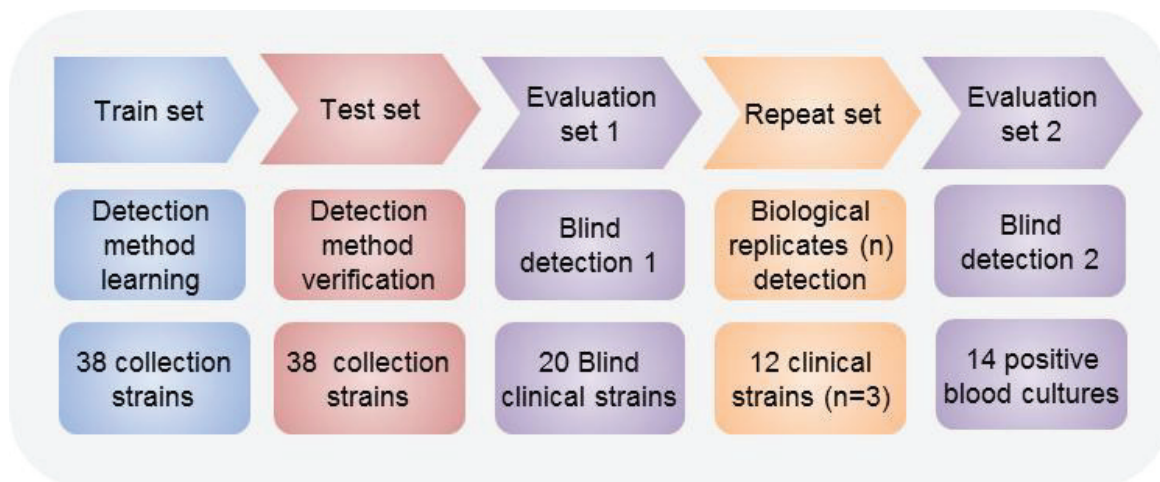 Train set
Test set
Evaluation
set 1
Repeat set
Evaluation
set 2
Detection
method
learning
Detection
method
verification
Blind
detection 1
Biological
replicates (n)
detection
Blind
detection 2
38 collection
strains
38 collection
strains
20 Blind
clinical strains
12 clinical
strains (n=3)
14 positive
blood cultures